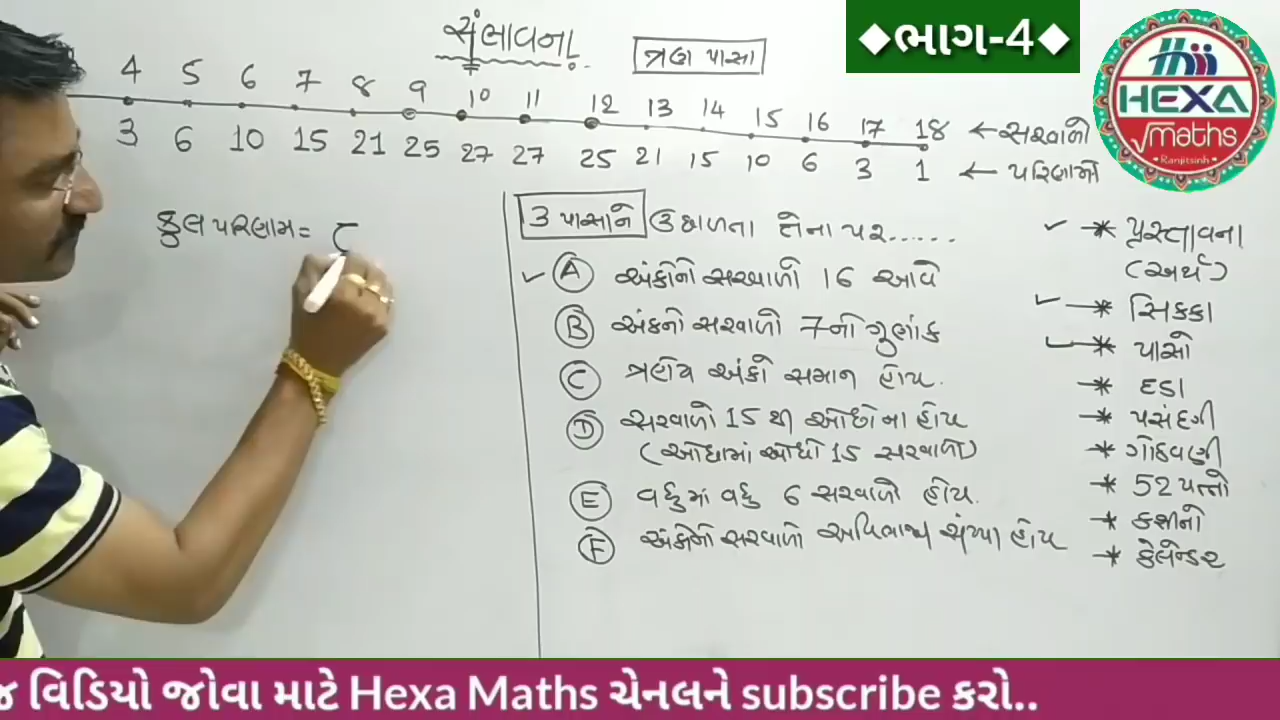 ◆ભાગ-4◆
HEXA
maths
Ranjitsinh
સંભાવના
ત્રણ પાસા
4 5 6 7 8 9 10 11 12 13 14 15 16 17 18 ← સરવાળો
3 6 10 15 21 25 27 27 25 21 15 10 6 3 1 ← પરિણામો
કુલ પરિણામ =
3 પાસાને ઉછાળતા તેના પર......
✓ A અંકોનો સરવાળો 16 આવે
B અંકનો સરવાળો 7નો ગુણાંક
C ત્રણેય અંકો સમાન હોય.
D સરવાળો 15 થી ઓછો ના હોય
(ઓછામાં ઓછો 15 સરવાળો)
E વધુમાં વધુ 6 સરવાળો હોય.
F અંકોનો સરવાળો અવિભાજ્ય સંખ્યા હોય
✓ * પ્રસ્તાવના
(અર્થ)
✓ * સિક્કા
✓ * પાસો
* દડા
* પસંદગી
* ગોઠવણી
* 52 પત્તો
* કશીનો
* કેલેન્ડર
જ વિડિયો જોવા માટે Hexa Maths ચેનલને subscribe કરો..